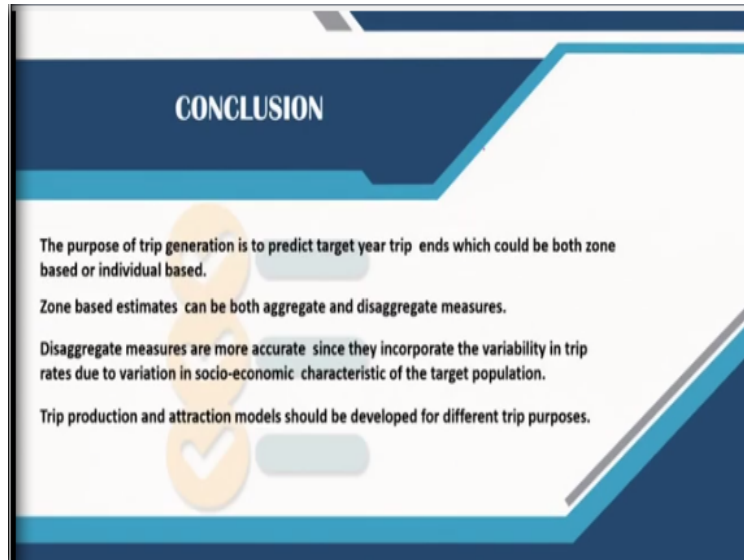 CONCLUSION
The purpose of trip generation is to predict target year trip ends which could be both zone
based or individual based.
Zone based estimates can be both aggregate and disaggregate measures.
Disaggregate measures are more accurate since they incorporate the variability in trip
rates due to variation in socio-economic characteristic of the target population.
Trip production and attraction models should be developed for different trip purposes.